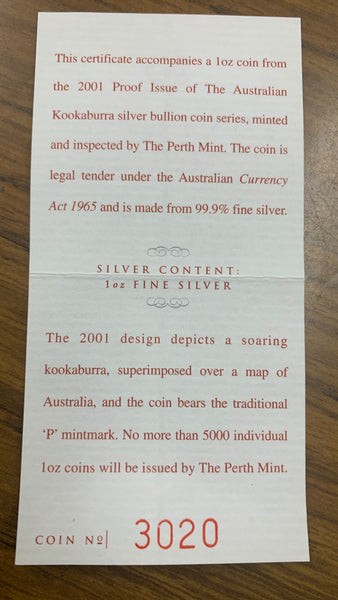 This certificate accompanies a 1oz coin from
the 2001 Proof Issue of The Australian
Kookaburra silver bullion coin series, minted
and inspected by The Perth Mint. The coin is
legal tender under the Australian Currency
Act 1965 and is made from 99.9% fine silver.
SILVER CONTENT:
1oz FINE SILVER
The 2001 design depicts a soaring
kookaburra, superimposed over a map of
Australia, and the coin bears the traditional
‘P’ mintmark. No more than 5000 individual
1oz coins will be issued by The Perth Mint.
COIN Nº 3020